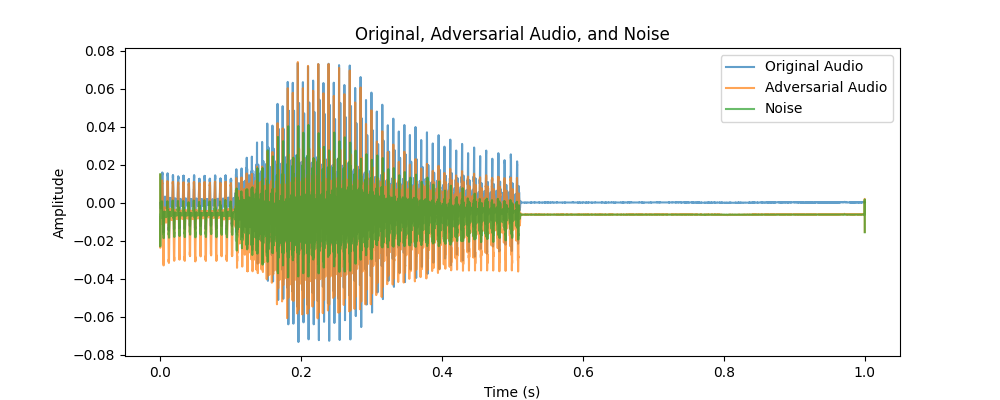 Original, Adversarial Audio, and Noise
Original Audio
Adversarial Audio
Noise
Amplitude
0.08
0.06
0.04
0.02
0.00
−0.02
−0.04
−0.06
−0.08
0.0 0.2 0.4 0.6 0.8 1.0
Time (s)